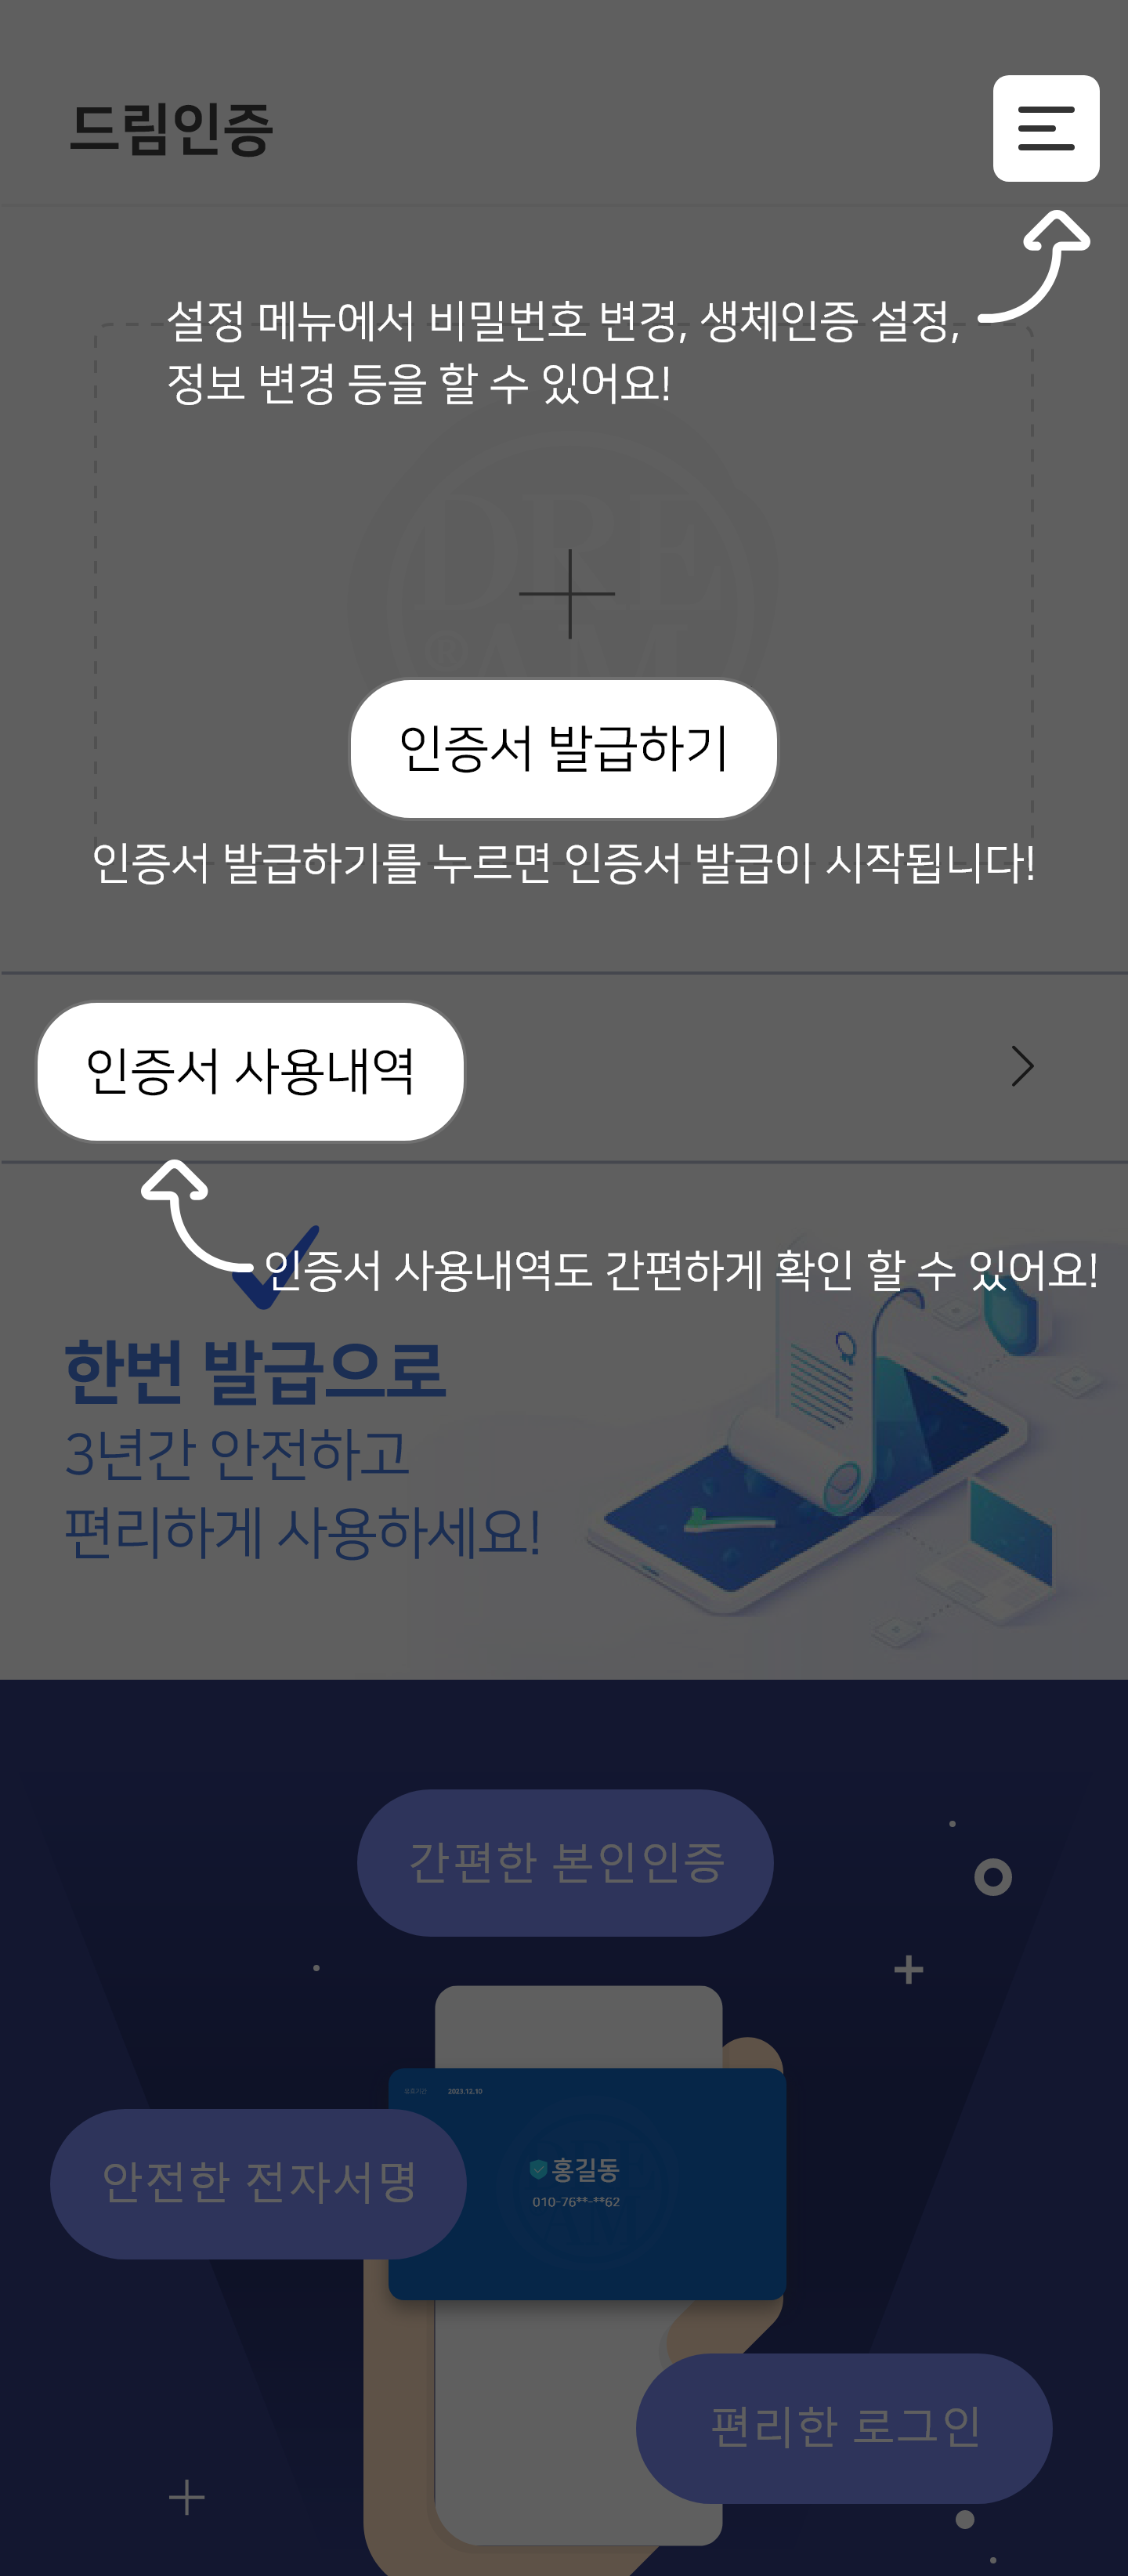 드림인증
설정 메뉴에서 비밀번호 변경, 생체인증 설정,
정보 변경 등을 할 수 있어요!
DRE
®AM
인증서 발급하기
인증서 발급하기를 누르면 인증서 발급이 시작됩니다!
인증서 사용내역
인증서 사용내역도 간편하게 확인 할 수 있어요!
한번 발급으로
3년간 안전하고
편리하게 사용하세요!
간편한 본인인증
2023.12.10
안전한 전자서명
홍길동
010-76**-**62
AM
편리한 로그인